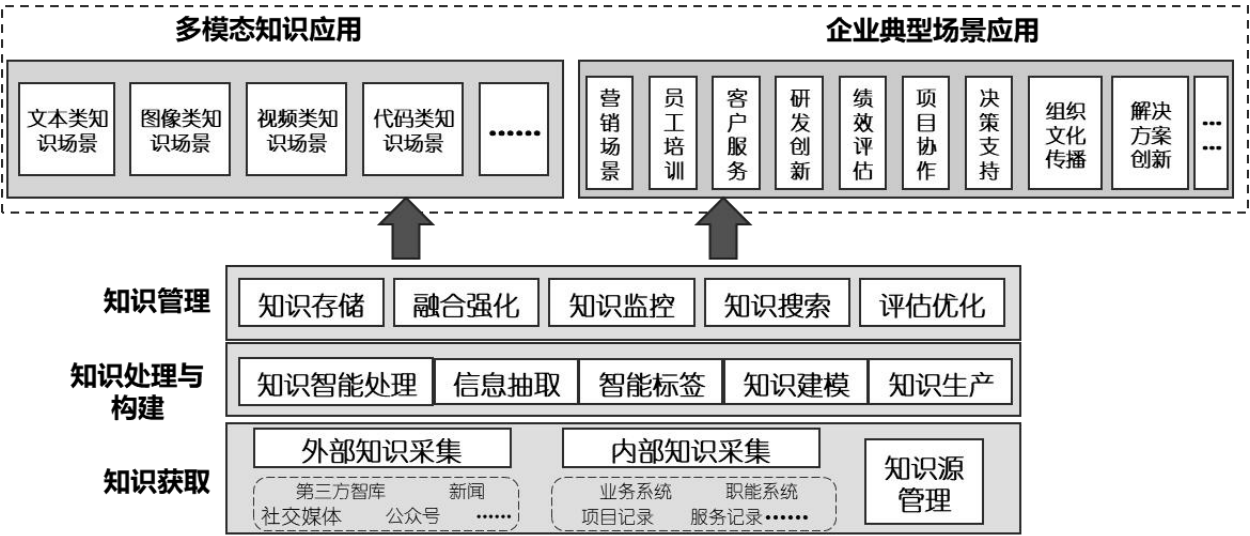 多模态知识应用
企业典型场景应用
文本类知
识场景
图像类知
识场景
视频类知
识场景
代码类知
识场景
······
营销场景
员工培训
客户服务
研发创新
绩效评估
项目协作
决策支持
组织
文化
传播
解决
方案
创新
···
···
知识管理
知识存储
融合强化
知识监控
知识搜索
评估优化
知识处理与
构建
知识智能处理
信息抽取
智能标签
知识建模
知识生产
知识获取
外部知识采集
第三方智库 新闻
社交媒体 公众号 ······
内部知识采集
业务系统 职能系统
项目记录 服务记录······
知识源
管理